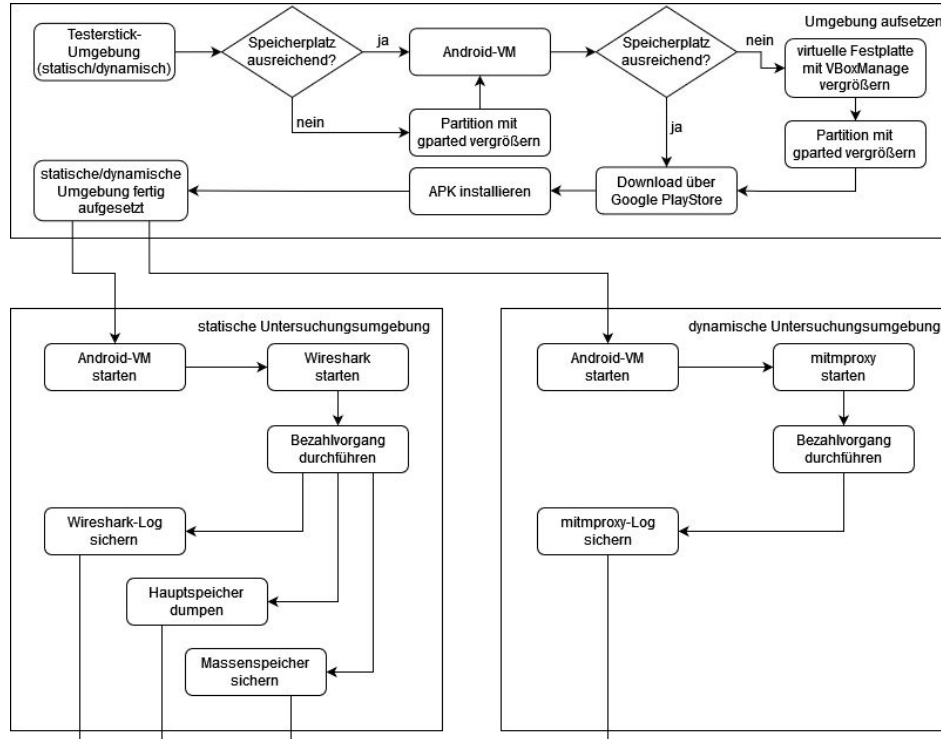 Umgebung aufsetzen
Testerstick-
Umgebung
(statisch/dynamisch)
Speicherplatz
ausreichend?
ja
nein
Android-VM
Partition mit
gparted vergrößern
Speicherplatz
ausreichend?
nein
ja
virtuelle Festplatte
mit VBoxManage
vergrößern
Partition mit
gparted vergrößern
Download über
Google PlayStore
APK installieren
statische/dynamische
Umgebung fertig
aufgesetzt
statische Untersuchungsumgebung
Android-VM
starten
Wireshark
starten
Bezahlvorgang
durchführen
Wireshark-Log
sichern
Hauptspeicher
dumpen
Massenspeicher
sichern
dynamische Untersuchungsumgebung
Android-VM
starten
mitmproxy
starten
Bezahlvorgang
durchführen
mitmproxy-Log
sichern